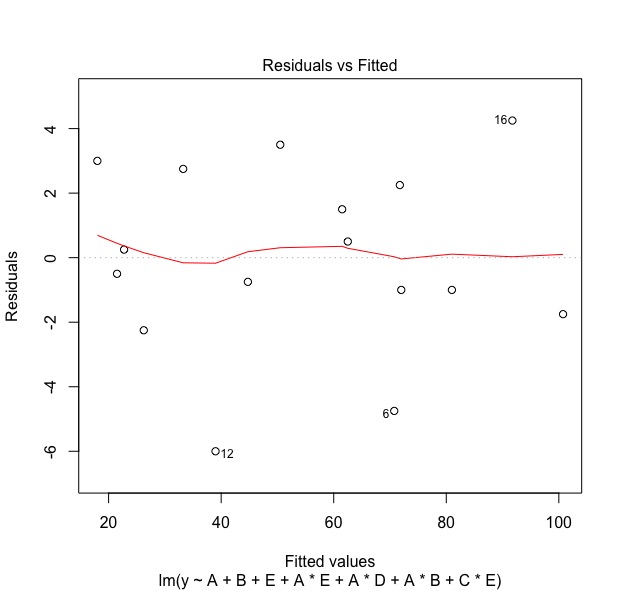 Residuals vs Fitted
Residuals
4
2
0
-2
-4
-6
16
6
12
20 40 60 80 100
Fitted values
lm(y ~ A + B + E + A * E + A * D + A * B + C * E)